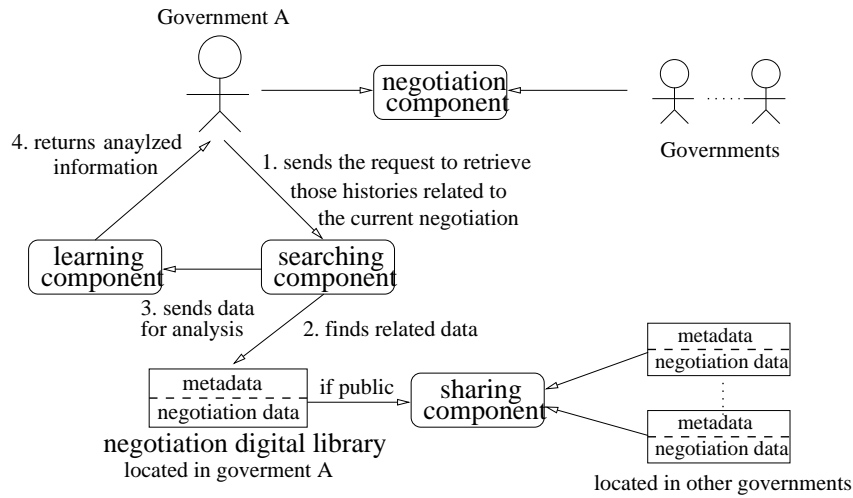 Government A
negotiation
component
Governments
4. returns anaylzed
information
1. sends the request to retrieve
those histories related to
the current negotiation
learning
component
searching
component
3. sends data
for analysis
2. finds related data
metadata
negotiation data
if public
sharing
component
metadata
negotiation data
metadata
negotiation data
negotiation digital library
located in goverment A
located in other governments